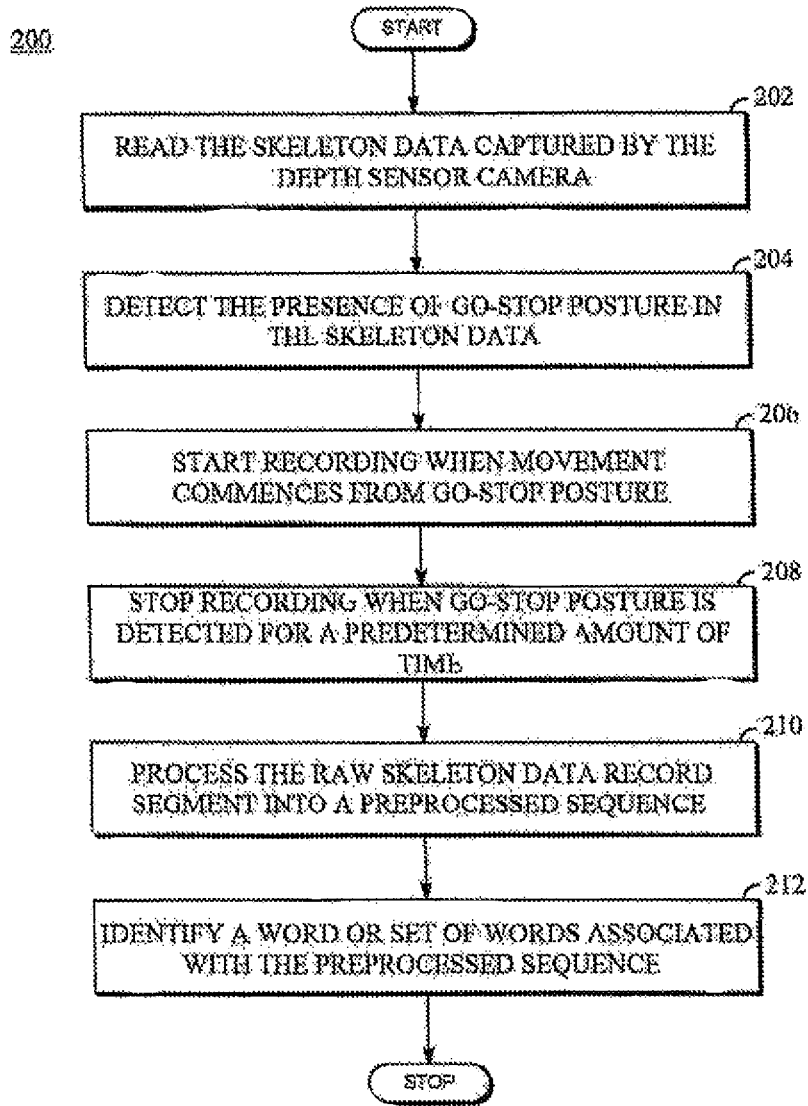 200
START
202
READ THE SKELETON DATA CAPTURED BY THE
DEPTH SENSOR CAMERA
204
DETECT THE PRESENCE OF GO-STOP POSTURE IN
THE SKELETON DATA
206
START RECORDING WHEN MOVEMENT
COMMENCES FROM GO-STOP POSTURE
208
STOP RECORDING WHEN GO-STOP POSTURE IS
DETECTED FOR A PREDETERMINED AMOUNT OF
TIME
210
PROCESS THE RAW SKELETON DATA RECORD
SEGMENT INTO A PREPROCESSED SEQUENCE
212
IDENTIFY A WORD OR SET OF WORDS ASSOCIATED
WITH THE PREPROCESSED SEQUENCE
STOP